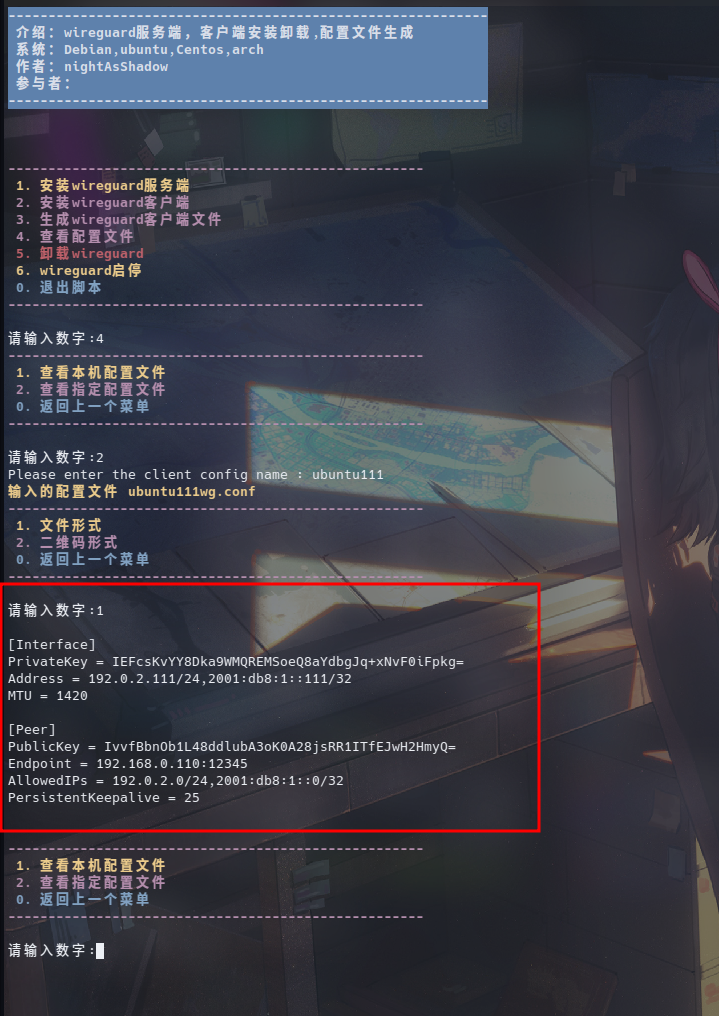 ------------------------------------------------------------
介绍: wireguard服务端, 客户端安装卸载,配置文件生成
系统: Debian,ubuntu,Centos,arch
作者: nightAsShadow
参与者:
------------------------------------------------------------
----------------------------------------------------
1. 安装wireguard服务端
2. 安装wireguard客户端
3. 生成wireguard客户端文件
4. 查看配置文件
5. 卸载wireguard
6. wireguard启停
0. 退出脚本
----------------------------------------------------
请输入数字:4
----------------------------------------------------
1. 查看本机配置文件
2. 查看指定配置文件
0. 返回上一个菜单
----------------------------------------------------
请输入数字:2
Please enter the client config name : ubuntu111
输入的配置文件 ubuntu111wg.conf
----------------------------------------------------
1. 文件形式
2. 二维码形式
0. 返回上一个菜单
----------------------------------------------------
请输入数字:1
[Interface]
PrivateKey = IEFcsKvYY8Dka9WMQREMSoeQ8aYdbgJq+xNvF0iFpkg=
Address = 192.0.2.111/24,2001:db8:1::111/32
MTU = 1420
[Peer]
PublicKey = IvvfBbnOb1L48ddlubA3oK0A28jsRR1ITfEJwH2HmyQ=
Endpoint = 192.168.0.110:12345
AllowedIPs = 192.0.2.0/24,2001:db8:1::0/32
PersistentKeepalive = 25
----------------------------------------------------
1. 查看本机配置文件
2. 查看指定配置文件
0. 返回上一个菜单
----------------------------------------------------
请输入数字: